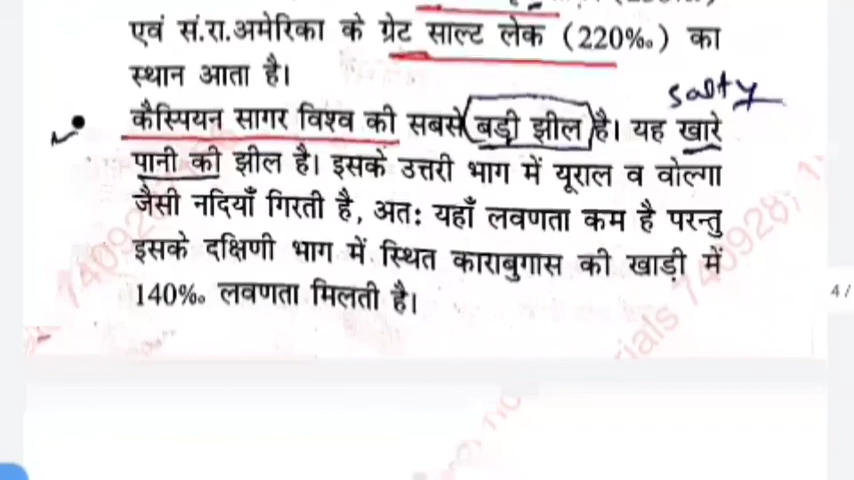 एवं सं.रा.अमेरिका के ग्रेट साल्ट लेक (220‰) का
स्थान आता है।
salty
• कैस्पियन सागर विश्व की सबसे बड़ी झील है। यह खारे
पानी की झील है। इसके उत्तरी भाग में यूराल व वोल्गा
जैसी नदियाँ गिरती है, अतः यहाँ लवणता कम है परन्तु
इसके दक्षिणी भाग में स्थित काराबुगास की खाड़ी में
140‰ लवणता मिलती है।
4/